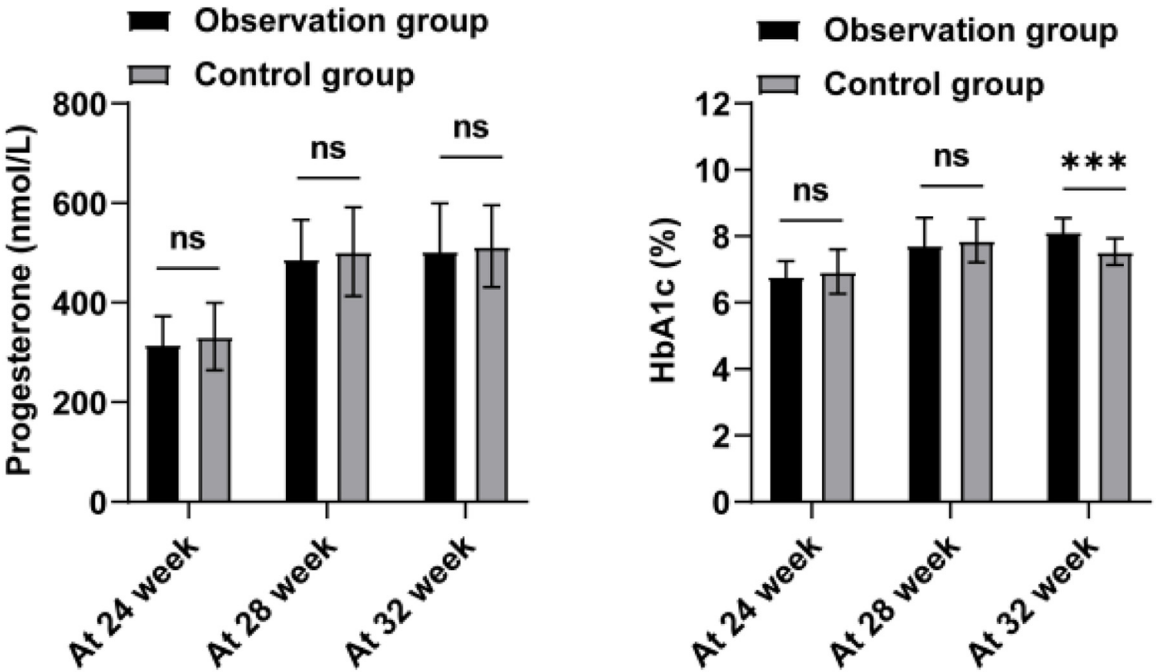 Observation group
Control group
Progesterone (nmol/L)
800
600
400
200
0
ns
ns
ns
At 24 week
At 28 week
At 32 week
Observation group
Control group
HbA1c (%)
12
10
8
6
4
2
0
ns
ns
***
At 24 week
At 28 week
At 32 week